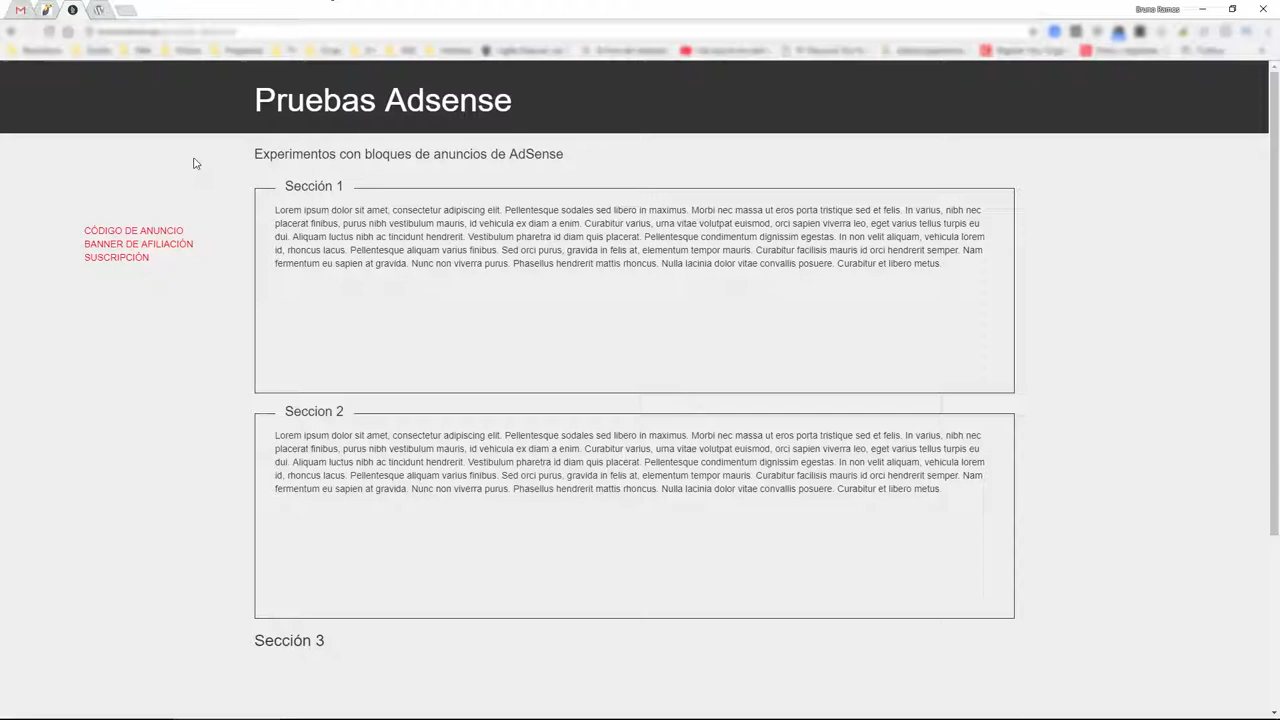 Bruno Ramos
Pruebas Adsense
Experimentos con bloques de anuncios de AdSense
CÓDIGO DE ANUNCIO
BANNER DE AFILIACIÓN
SUSCRIPCIÓN
Sección 1
Lorem ipsum dolor sit amet, consectetur adipiscing elit. Pellentesque sodales sed libero in maximus. Morbi nec massa ut eros porta tristique sed et felis. In varius, nibh nec
placerat finibus, purus nibh vestibulum mauris, id vehicula ex diam a enim. Curabitur varius, urna vitae volutpat euismod, orci sapien viverra leo, eget varius tellus turpis eu
dui. Aliquam luctus nibh ac tincidunt hendrerit. Vestibulum pharetra id diam quis placerat. Pellentesque condimentum dignissim egestas. In non velit aliquam, vehicula lorem
id, rhoncus lacus. Pellentesque aliquam varius finibus. Sed orci purus, gravida in felis at, elementum tempor mauris. Curabitur facilisis mauris id orci hendrerit semper. Nam
fermentum eu sapien at gravida. Nunc non viverra purus. Phasellus hendrerit mattis rhoncus. Nulla lacinia dolor vitae convallis posuere. Curabitur et libero metus.
Seccion 2
Lorem ipsum dolor sit amet, consectetur adipiscing elit. Pellentesque sodales sed libero in maximus. Morbi nec massa ut eros porta tristique sed et felis. In varius, nibh nec
placerat finibus, purus nibh vestibulum mauris, id vehicula ex diam a enim. Curabitur varius, urna vitae volutpat euismod, orci sapien viverra leo, eget varius tellus turpis eu
dui. Aliquam luctus nibh ac tincidunt hendrerit. Vestibulum pharetra id diam quis placerat. Pellentesque condimentum dignissim egestas. In non velit aliquam, vehicula lorem
id, rhoncus lacus. Pellentesque aliquam varius finibus. Sed orci purus, gravida in felis at, elementum tempor mauris. Curabitur facilisis mauris id orci hendrerit semper. Nam
fermentum eu sapien at gravida. Nunc non viverra purus. Phasellus hendrerit mattis rhoncus. Nulla lacinia dolor vitae convallis posuere. Curabitur et libero metus.
Sección 3